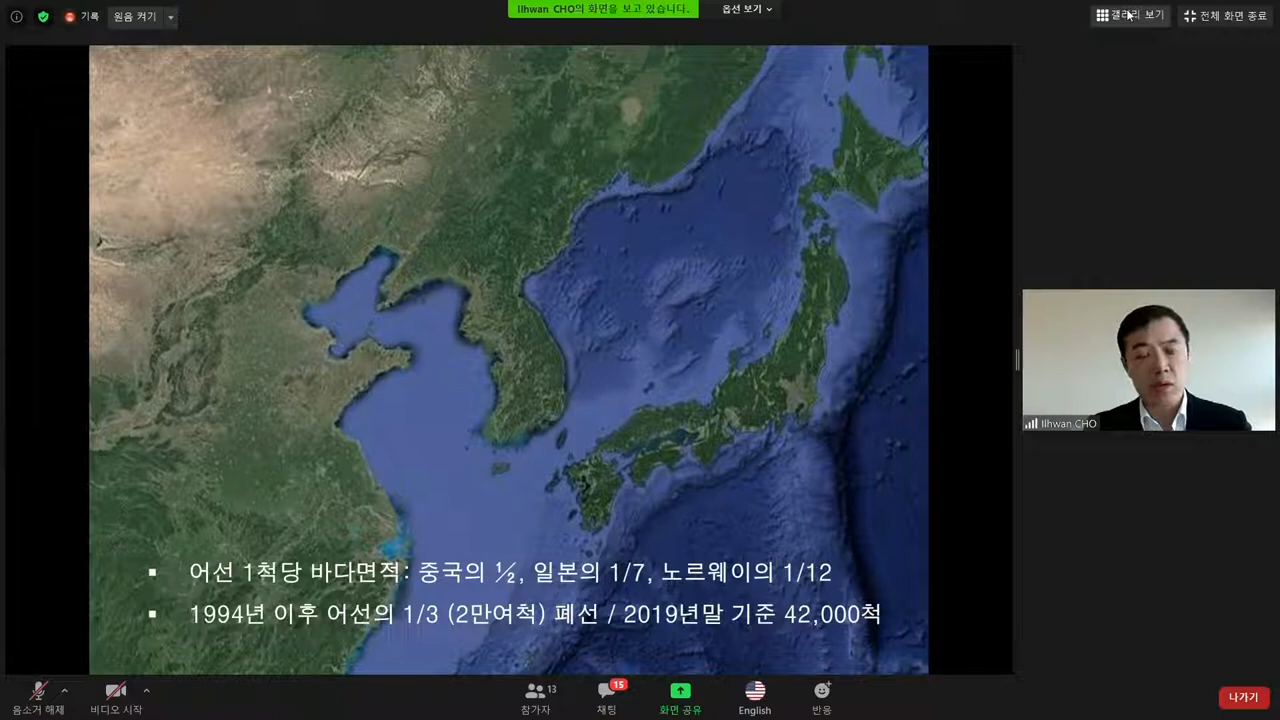 기록
원음 켜기
Ilhwan CHO의 화면을 보고 있습니다.
옵션 보기
갤러리 보기
전체 화면 종료
▪ 어선 1척당 바다면적: 중국의 ½, 일본의 1/7, 노르웨이의 1/12
▪ 1994년 이후 어선의 1/3 (2만여척) 폐선 / 2019년말 기준 42,000척
Ilhwan CHO
음소거 해제
비디오 시작
13
참가자
15
채팅
화면 공유
English
반응
나가기